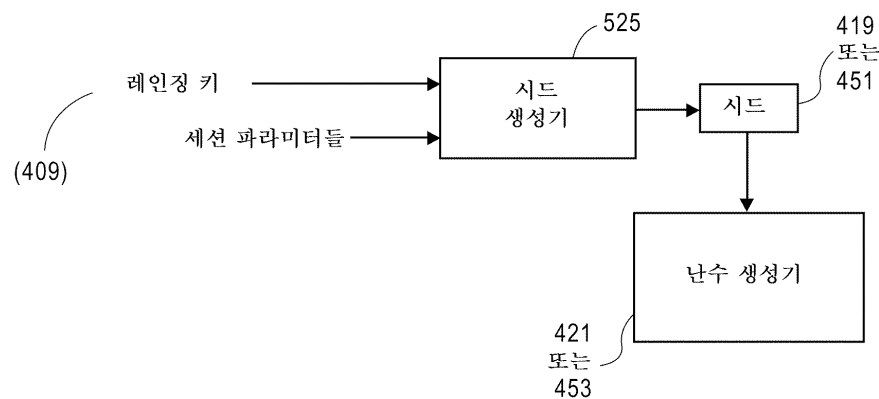 525
419
또는
451
레인징 키
시드
생성기
시드
세션 파라미터들
(409)
난수 생성기
421
또는
453